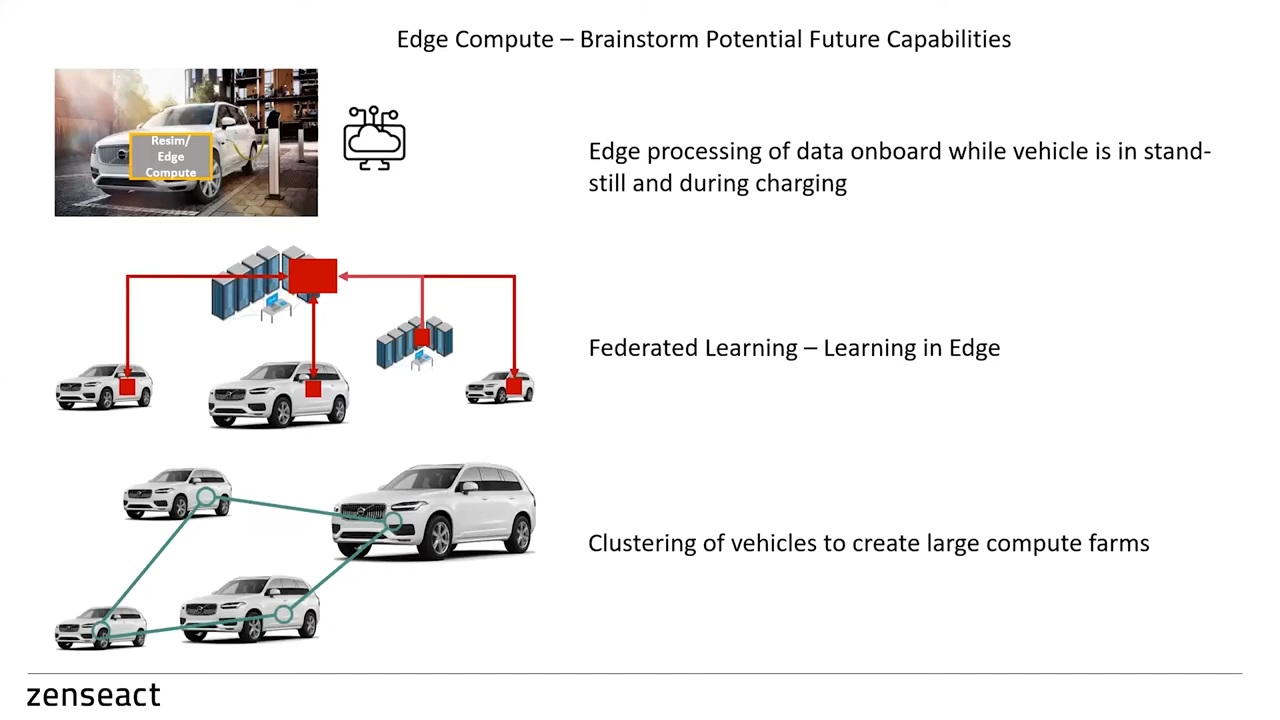 Edge Compute – Brainstorm Potential Future Capabilities
Resim/
Edge
Compute
Edge processing of data onboard while vehicle is in stand-
still and during charging
Federated Learning – Learning in Edge
Clustering of vehicles to create large compute farms
zenseact